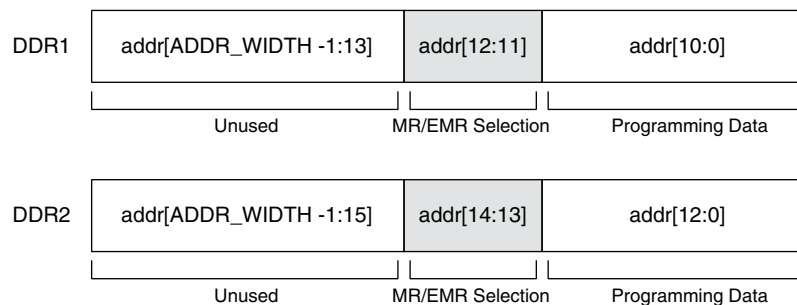 DDR1 addr[ADDR_WIDTH -1:13] addr[12:11] addr[10:0]
Unused MR/EMR Selection Programming Data
DDR2 addr[ADDR_WIDTH -1:15] addr[14:13] addr[12:0]
Unused MR/EMR Selection Programming Data